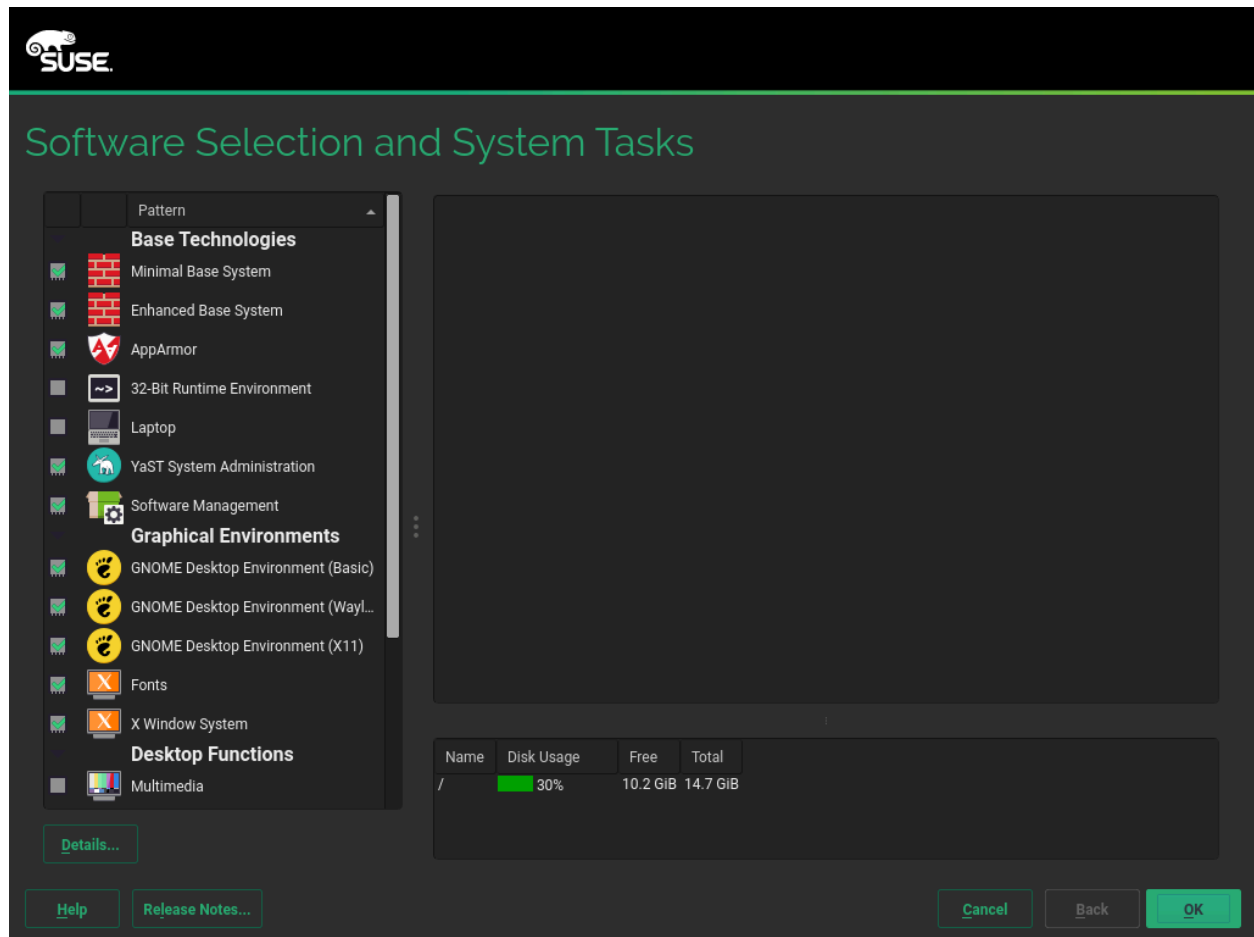 SUSE.
Software Selection and System Tasks
Pattern
Base Technologies
Minimal Base System
Enhanced Base System
AppArmor
~> 32-Bit Runtime Environment
Laptop
YaST System Administration
Software Management
Graphical Environments
GNOME Desktop Environment (Basic)
GNOME Desktop Environment (Wayl...
GNOME Desktop Environment (X11)
X Fonts
X X Window System
Desktop Functions
Multimedia
Name Disk Usage Free Total
/ 30% 10.2 GiB 14.7 GiB
Details...
Help Release Notes... Cancel Back OK